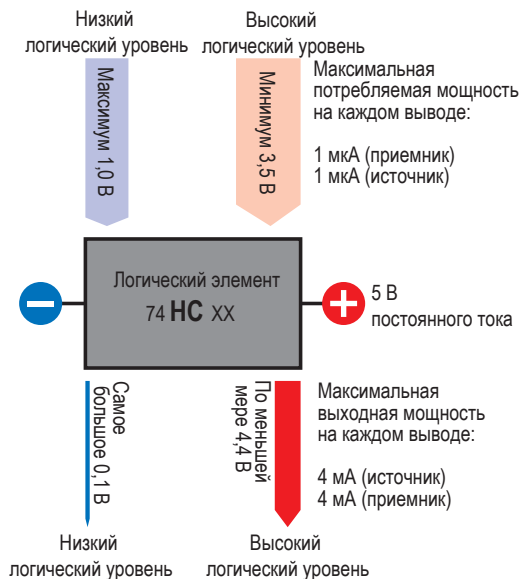 Низкий
логический уровень
Высокий
логический уровень
Максимум 1,0 В
Минимум 3,5 В
Максимальная
потребляемая мощность
на каждом выводе:
1 мкА (приемник)
1 мкА (источник)
Логический элемент
74 HC XX
5 В
постоянного тока
Самое
большое 0,1 В
По меньшей
мере 4,4 В
Максимальная
выходная мощность
на каждом выводе:
4 мА (источник)
4 мА (приемник)
Низкий
логический уровень
Высокий
логический уровень